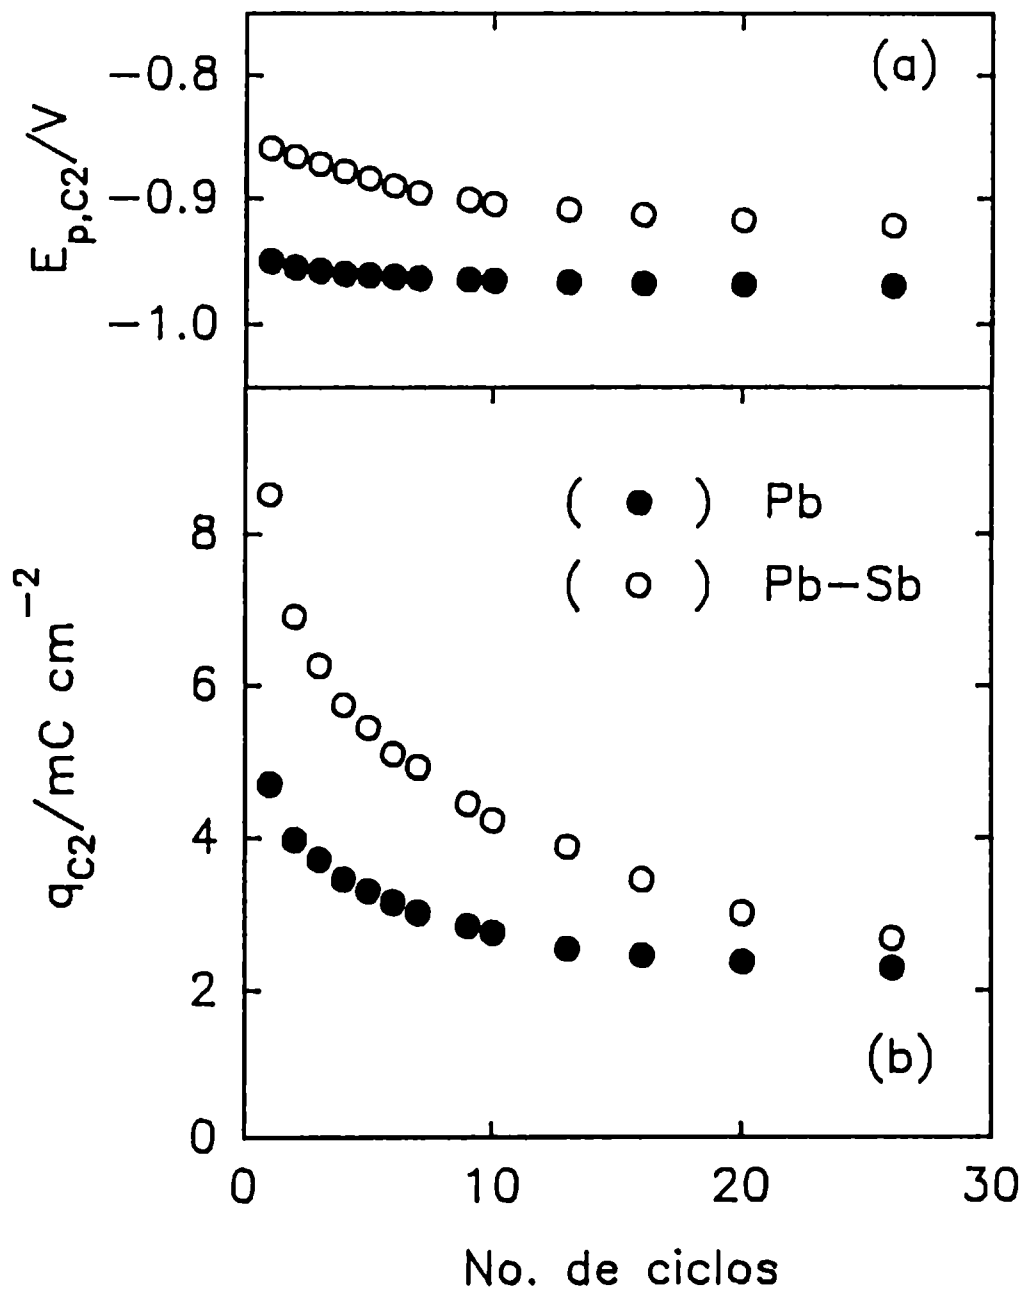 (a)
−0.8
−0.9
−1.0
E_p,C2/V
( ● ) Pb
( ○ ) Pb−Sb
8
6
4
2
0
q_C2/mC cm^−2
(b)
0 10 20 30
No. de ciclos